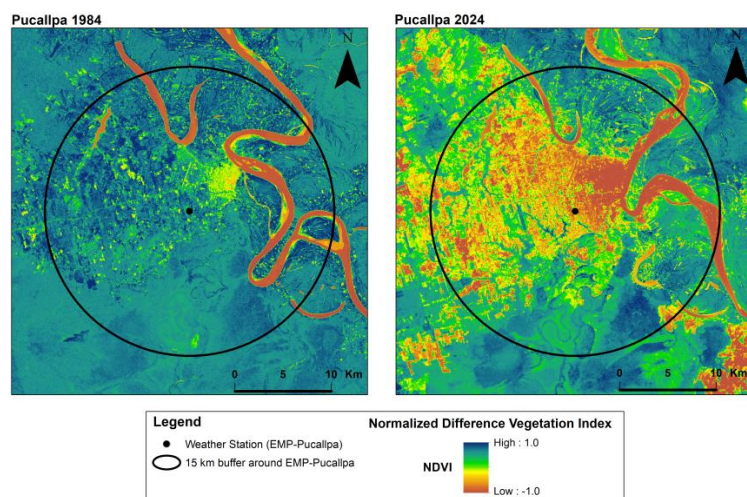 Pucallpa 1984
Pucallpa 2024
N
N
0 5 10 Km
0 5 10 Km
Legend
Weather Station (EMP-Pucallpa)
15 km buffer around EMP-Pucallpa
Normalized Difference Vegetation Index
NDVI
High : 1.0
Low : -1.0